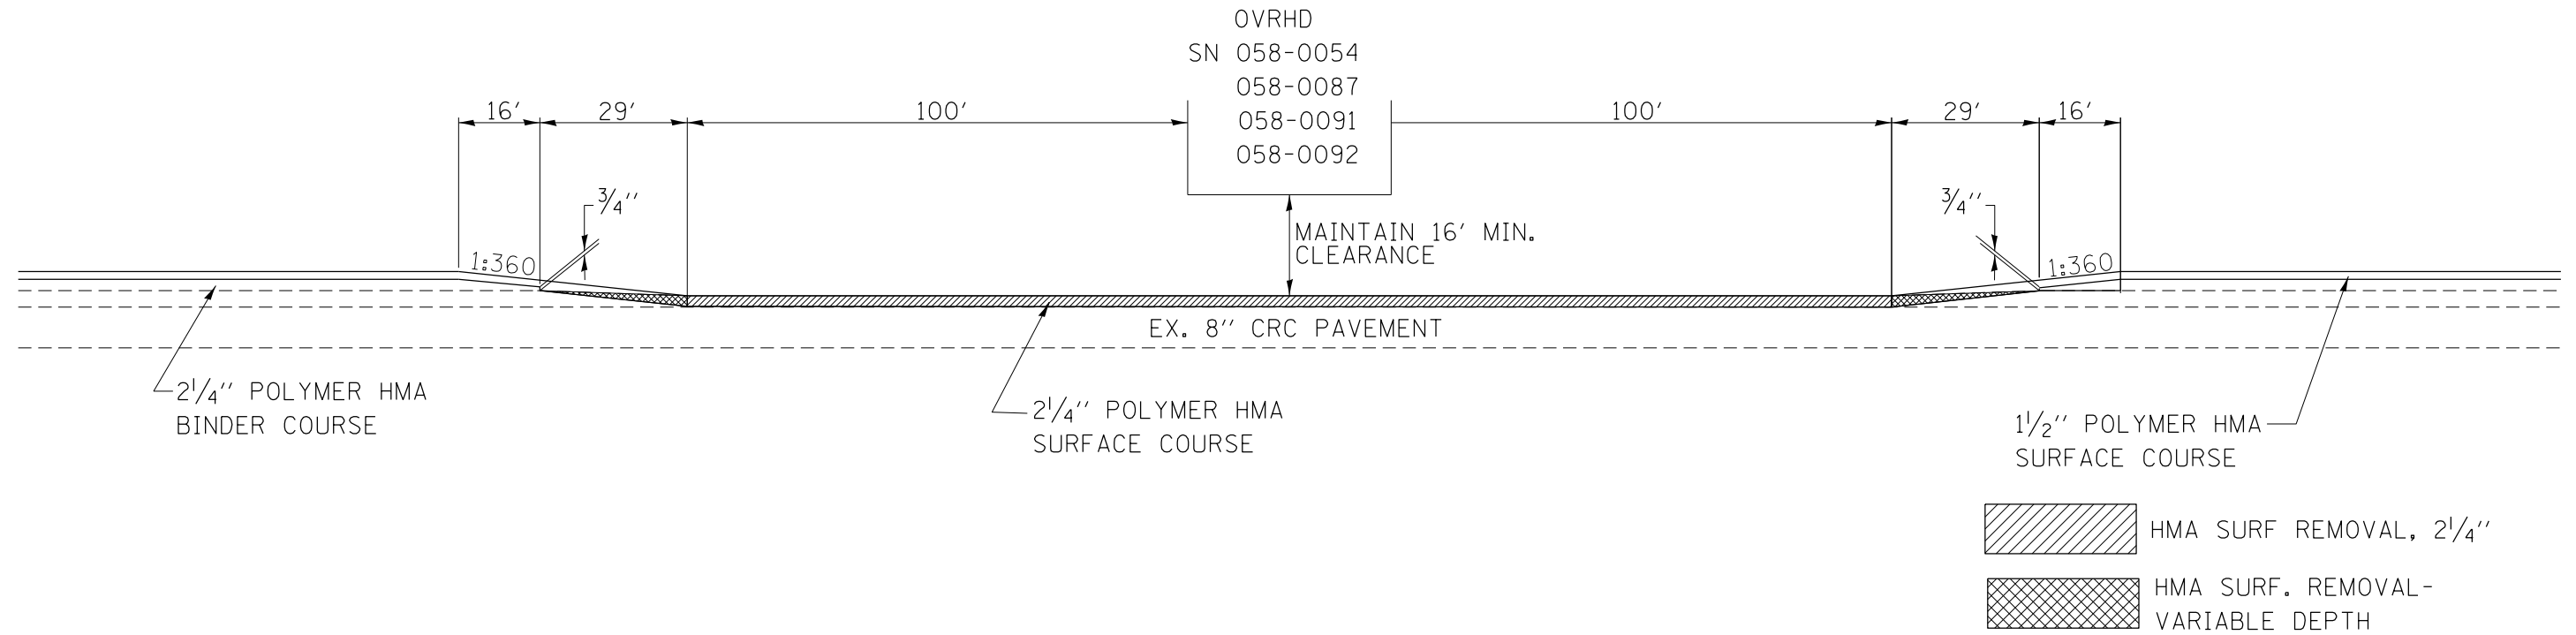 OVRHD
SN 058-0054
058-0087
058-0091
058-0092
16'
29'
100'
100'
29'
16'
3/4"
3/4"
MAINTAIN 16' MIN.
CLEARANCE
1:360
1:360
EX. 8" CRC PAVEMENT
2 1/4" POLYMER HMA
BINDER COURSE
2 1/4" POLYMER HMA
SURFACE COURSE
1 1/2" POLYMER HMA
SURFACE COURSE
HMA SURF REMOVAL, 2 1/4"
HMA SURF. REMOVAL-
VARIABLE DEPTH